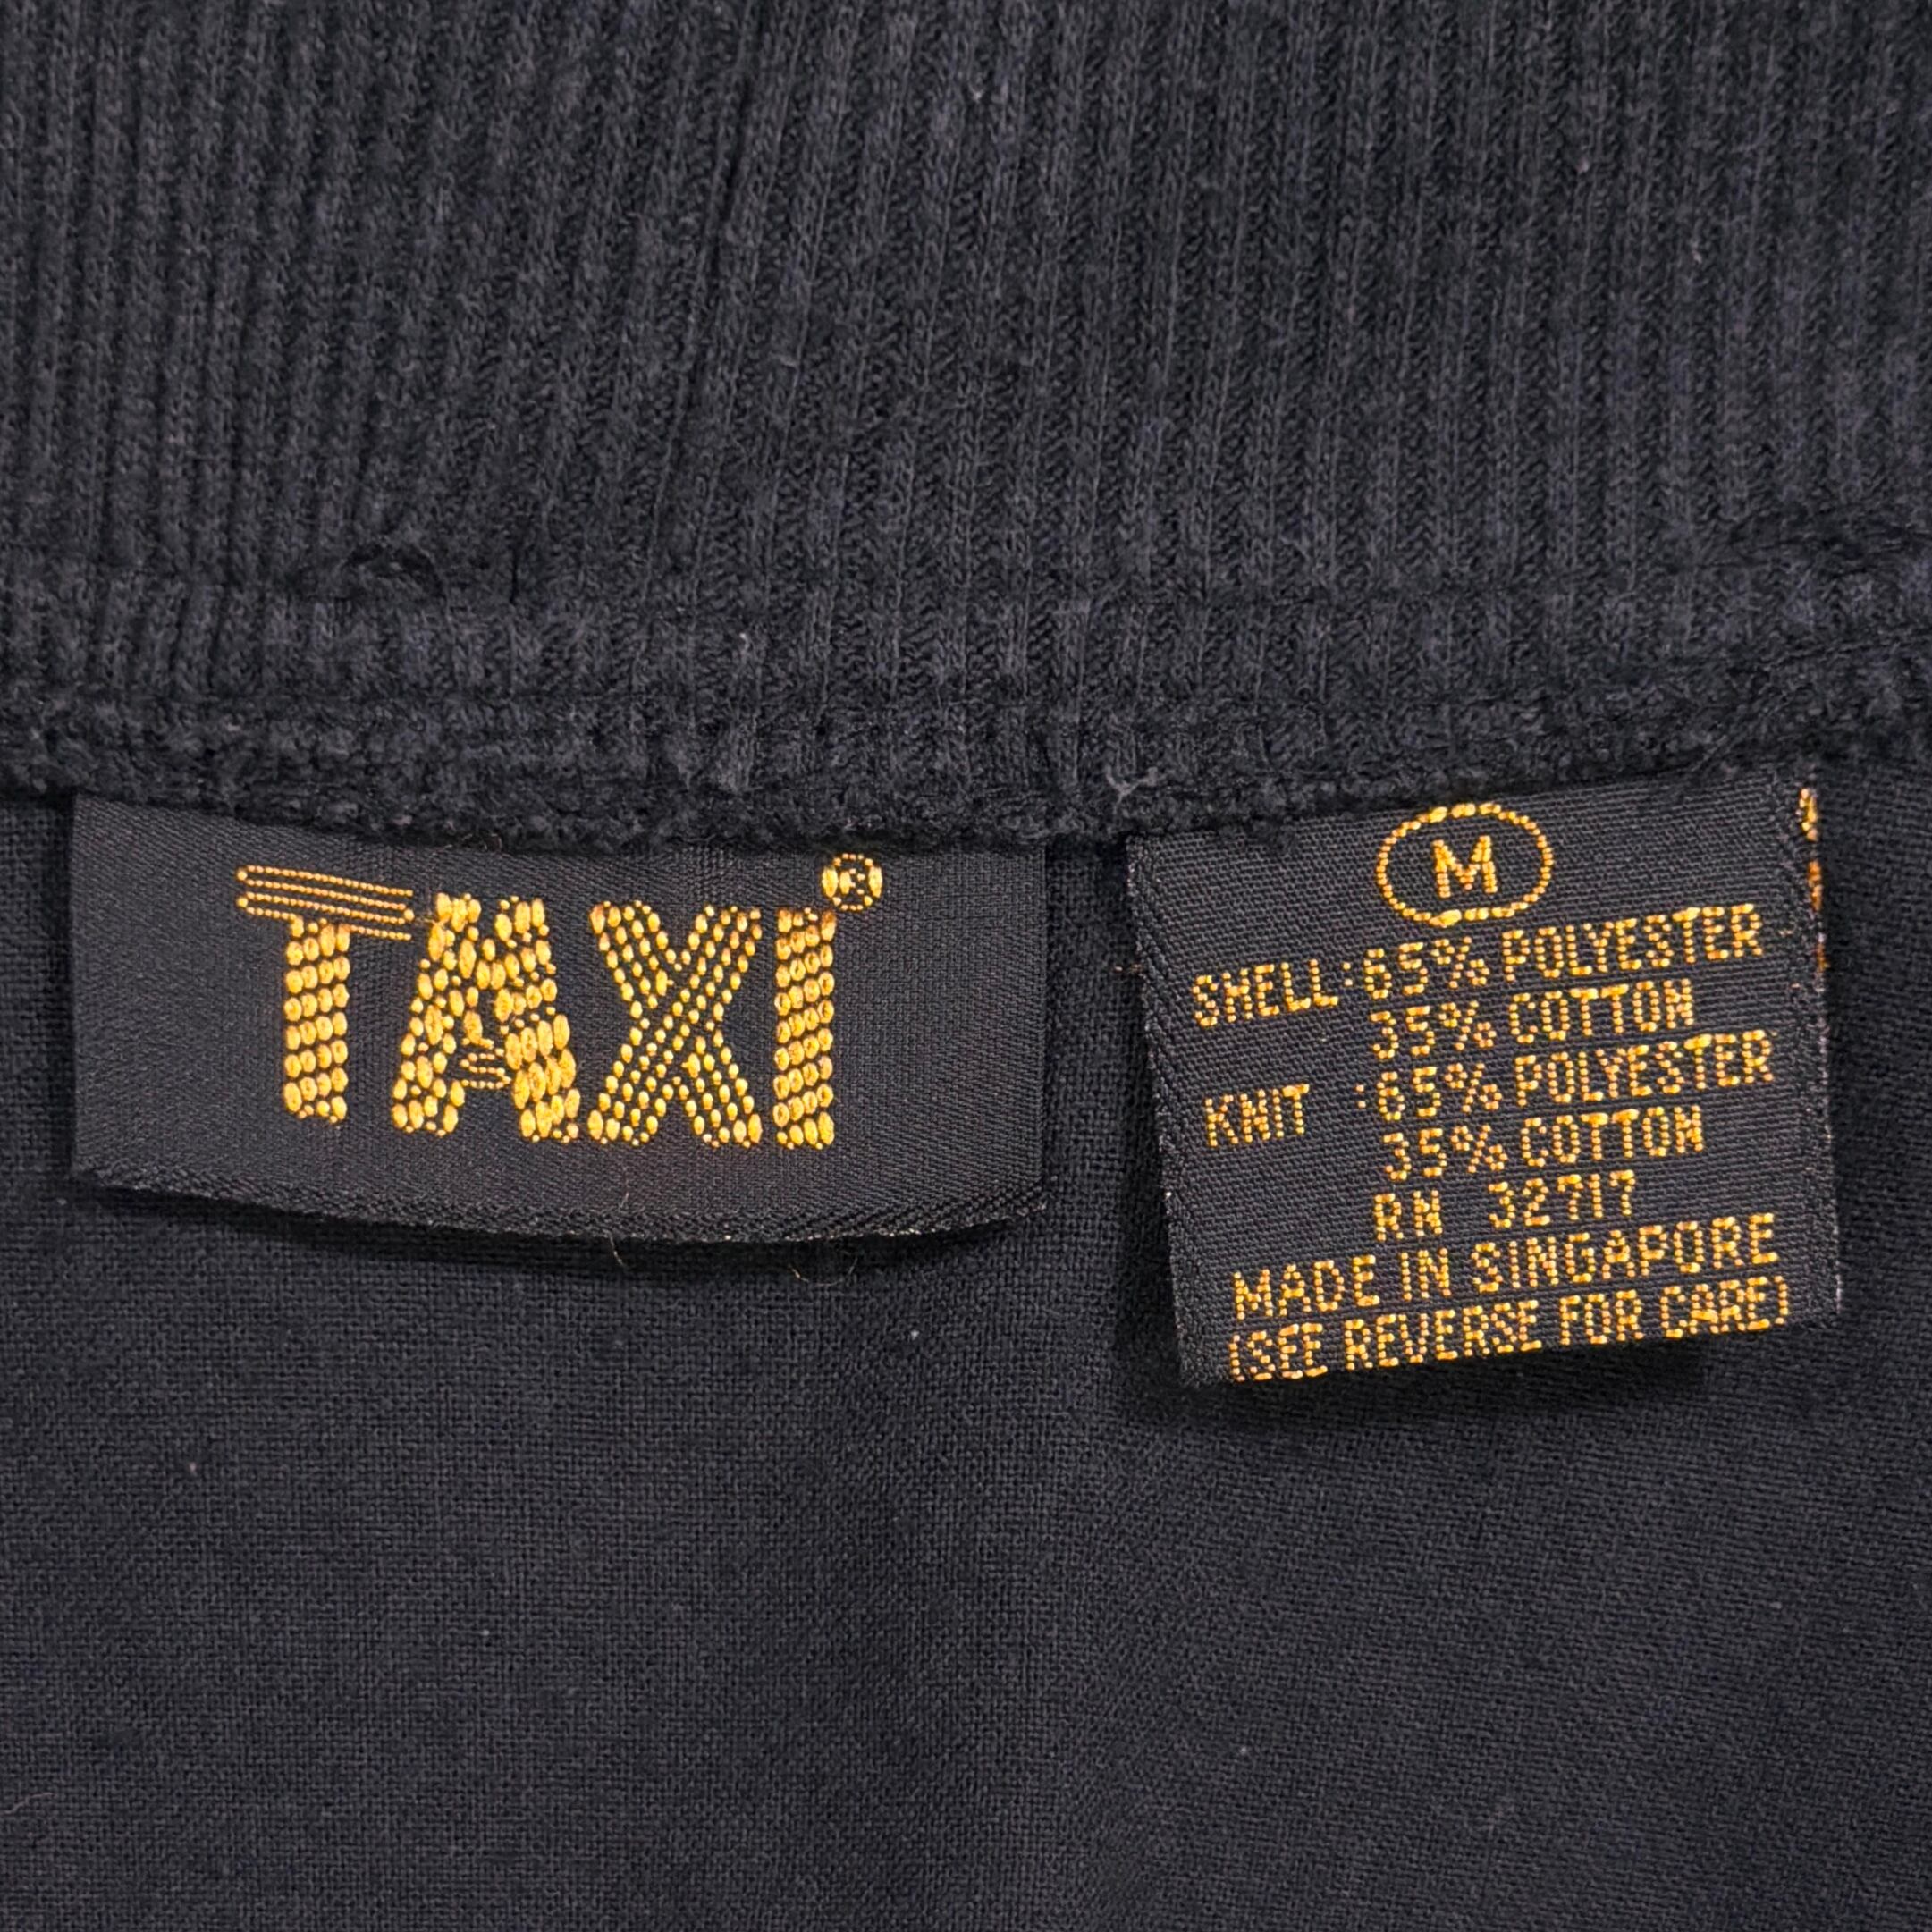 TAXI®
M
SHELL:65% POLYESTER
35% COTTON
KNIT :65% POLYESTER
35% COTTON
RN 32717
MADE IN SINGAPORE
(SEE REVERSE FOR CARE)